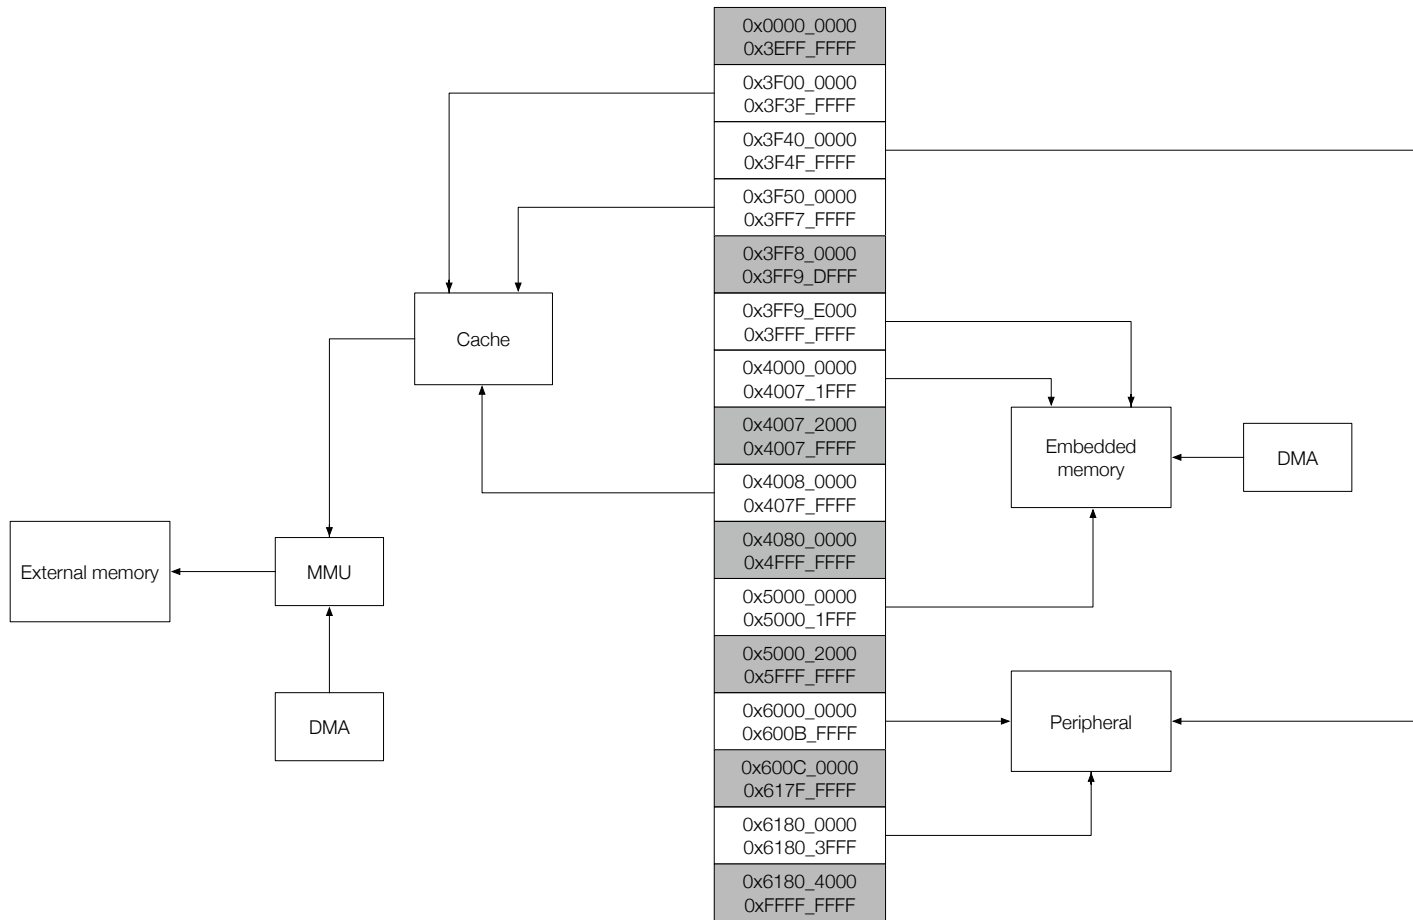 0x0000_0000
0x3EFF_FFFF
0x3F00_0000
0x3F3F_FFFF
0x3F40_0000
0x3F4F_FFFF
0x3F50_0000
0x3FF7_FFFF
0x3FF8_0000
0x3FF9_DFFF
0x3FF9_E000
0x3FFF_FFFF
0x4000_0000
0x4007_1FFF
0x4007_2000
0x4007_FFFF
0x4008_0000
0x407F_FFFF
0x4080_0000
0x4FFF_FFFF
0x5000_0000
0x5000_1FFF
0x5000_2000
0x5FFF_FFFF
0x6000_0000
0x600B_FFFF
0x600C_0000
0x617F_FFFF
0x6180_0000
0x6180_3FFF
0x6180_4000
0xFFFF_FFFF
Cache
External memory
MMU
DMA
Embedded
memory
DMA
Peripheral